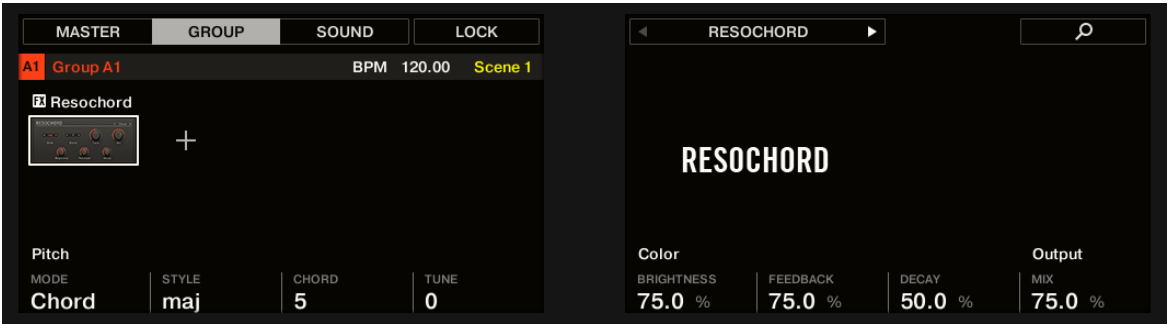 MASTER GROUP SOUND LOCK
A1 Group A1 BPM 120.00 Scene 1
FX Resochord
RESOCHORD
Pitch
MODE STYLE CHORD TUNE
Chord maj 5 0
RESOCHORD
RESOCHORD
Color Output
BRIGHTNESS FEEDBACK DECAY MIX
75.0 % 75.0 % 50.0 % 75.0 %